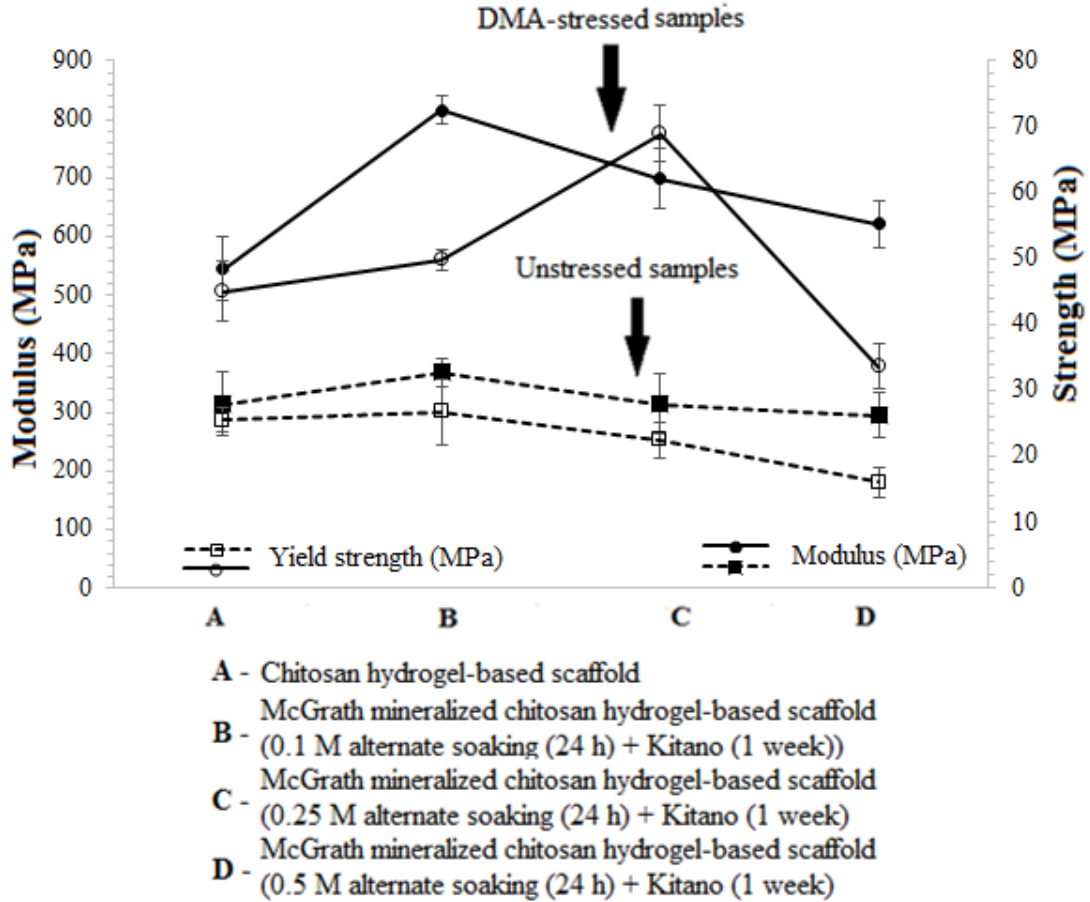 DMA-stressed samples
900
800
700
600
500
400
300
200
100
0
Modulus (MPa)
80
70
60
50
40
30
20
10
0
Strength (MPa)
Unstressed samples
Yield strength (MPa)
Modulus (MPa)
A
B
C
D
A - Chitosan hydrogel-based scaffold
McGrath mineralized chitosan hydrogel-based scaffold
B - (0.1 M alternate soaking (24 h) + Kitano (1 week))
McGrath mineralized chitosan hydrogel-based scaffold
C - (0.25 M alternate soaking (24 h) + Kitano (1 week)
McGrath mineralized chitosan hydrogel-based scaffold
D - (0.5 M alternate soaking (24 h) + Kitano (1 week)